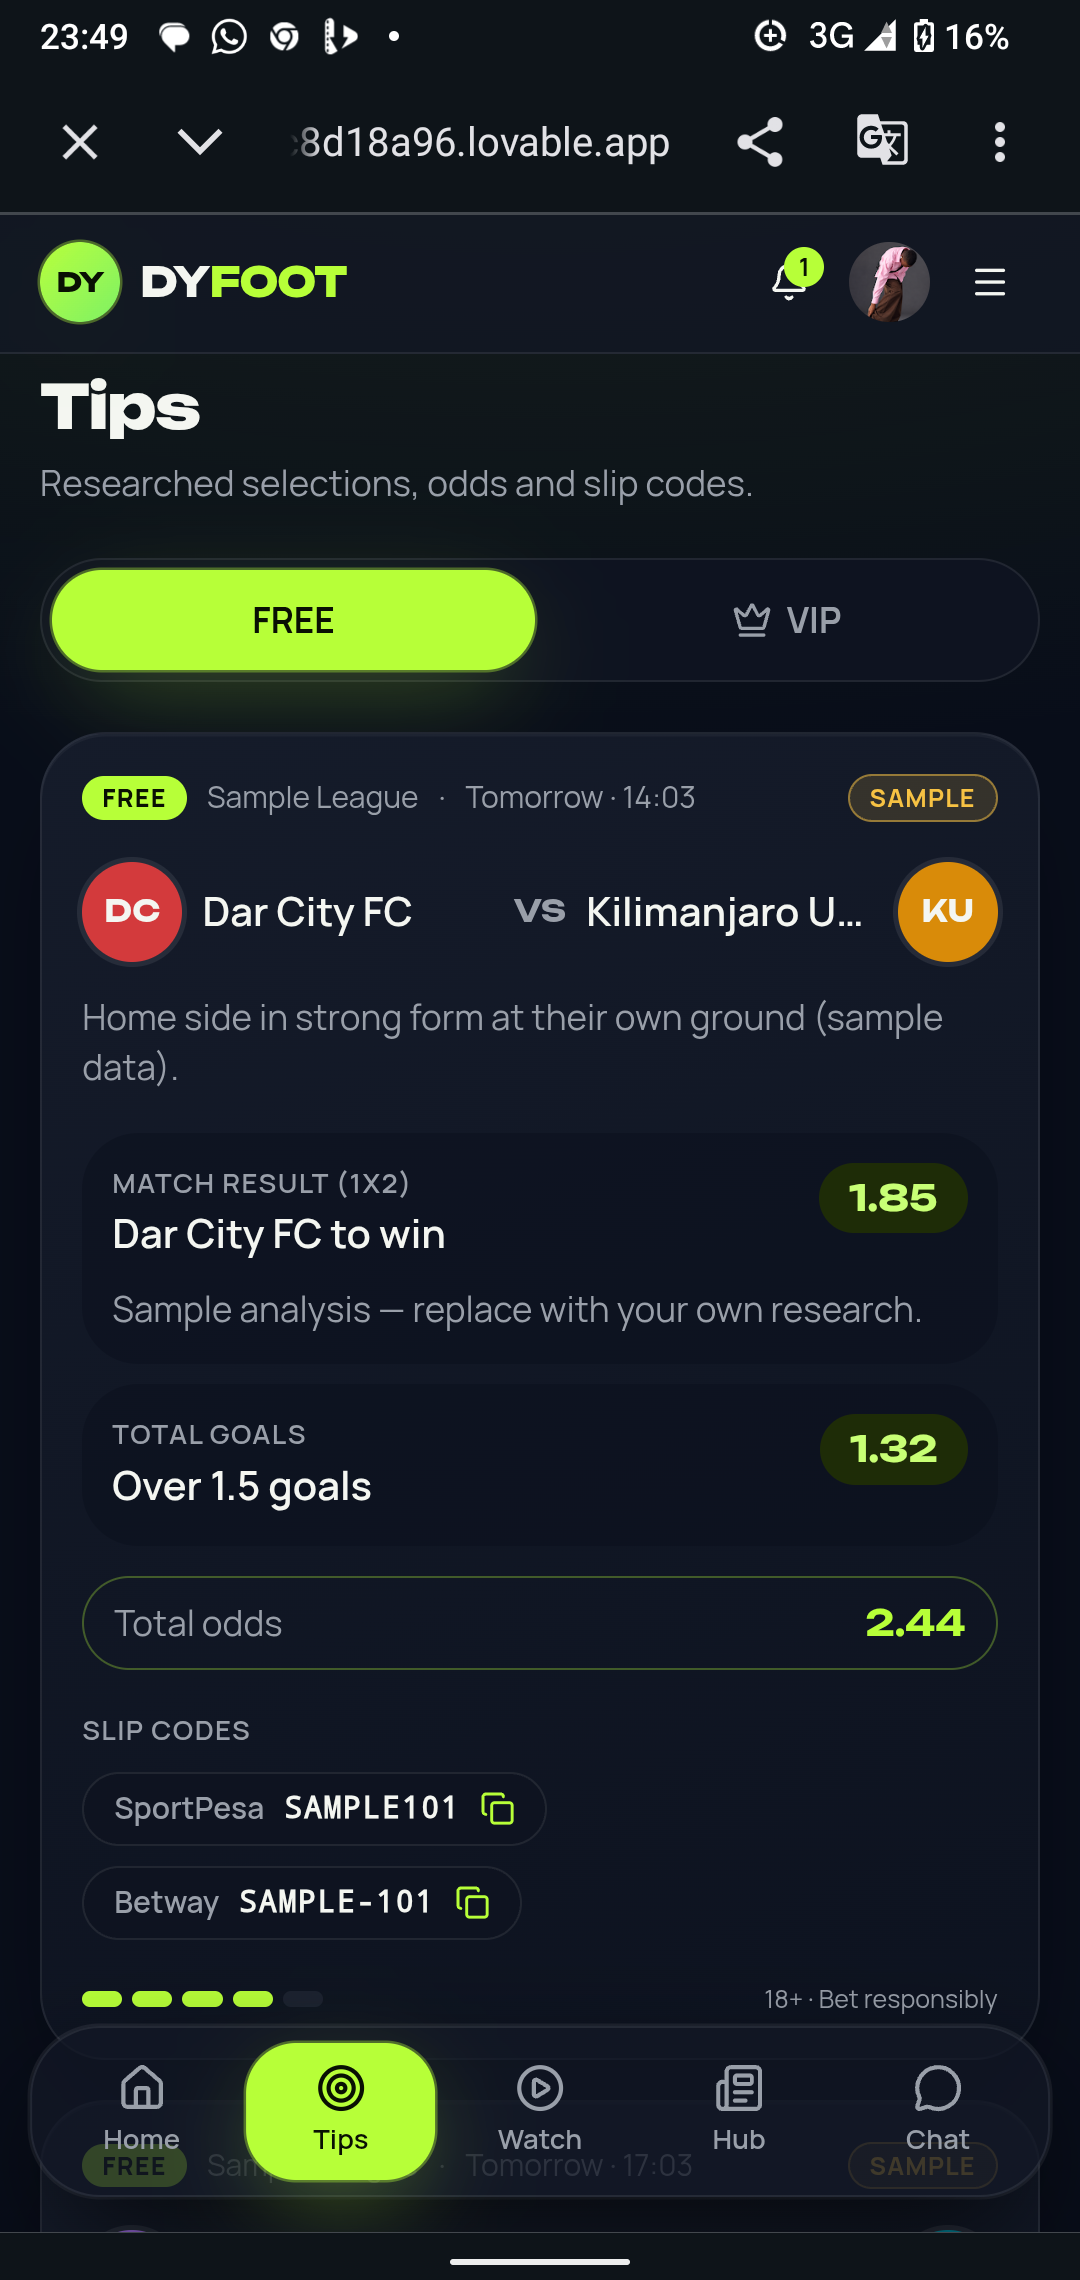 23:49
3G 16%
8d18a96.lovable.app
DY DYFOOT
1
Tips
Researched selections, odds and slip codes.
FREE
VIP
FREE Sample League · Tomorrow · 14:03 SAMPLE
DC Dar City FC VS Kilimanjaro U... KU
Home side in strong form at their own ground (sample
data).
MATCH RESULT (1X2)
1.85
Dar City FC to win
Sample analysis — replace with your own research.
TOTAL GOALS
1.32
Over 1.5 goals
Total odds 2.44
SLIP CODES
SportPesa SAMPLE101
Betway SAMPLE-101
18+ · Bet responsibly
Home Tips Watch Hub Chat
FREE Tomorrow · 17:03 SAMPLE